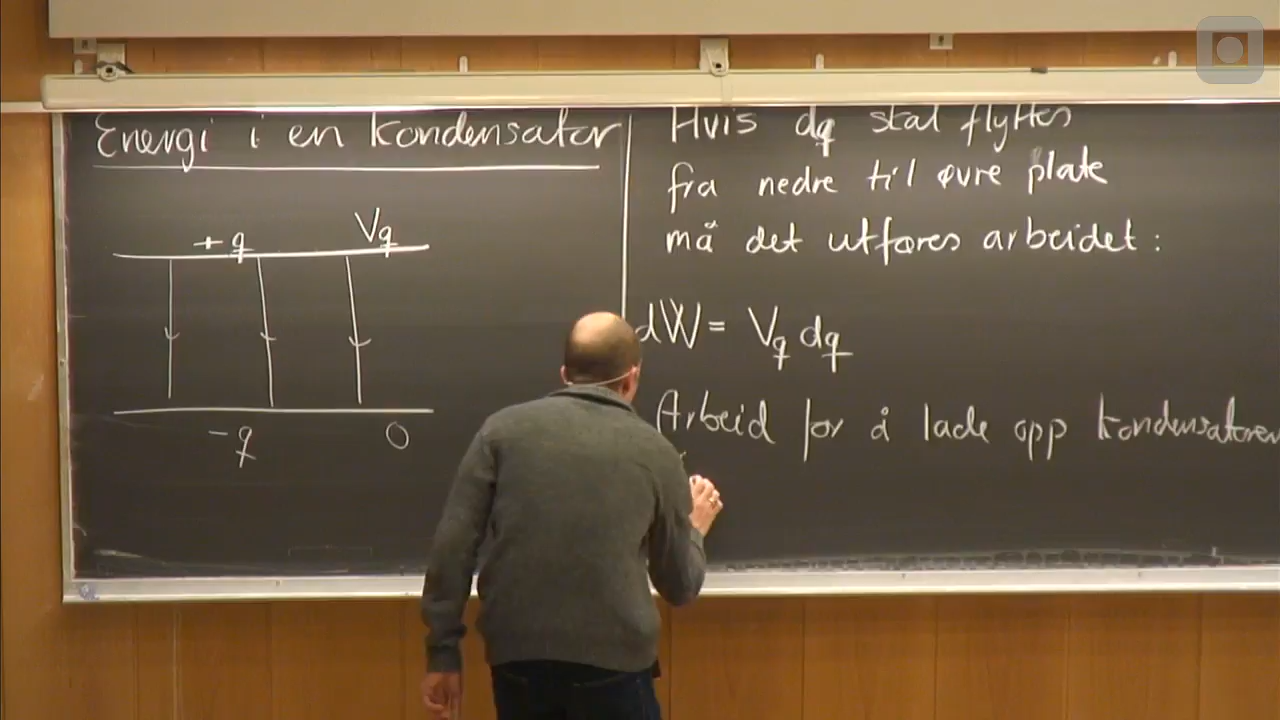 Energi i en kondensator
+q Vq
-q 0
Hvis dq skal flyttes
fra nedre til øvre plate
må det utføres arbeidet :
dW = Vq dq
Arbeid for å lade opp kondensatoren